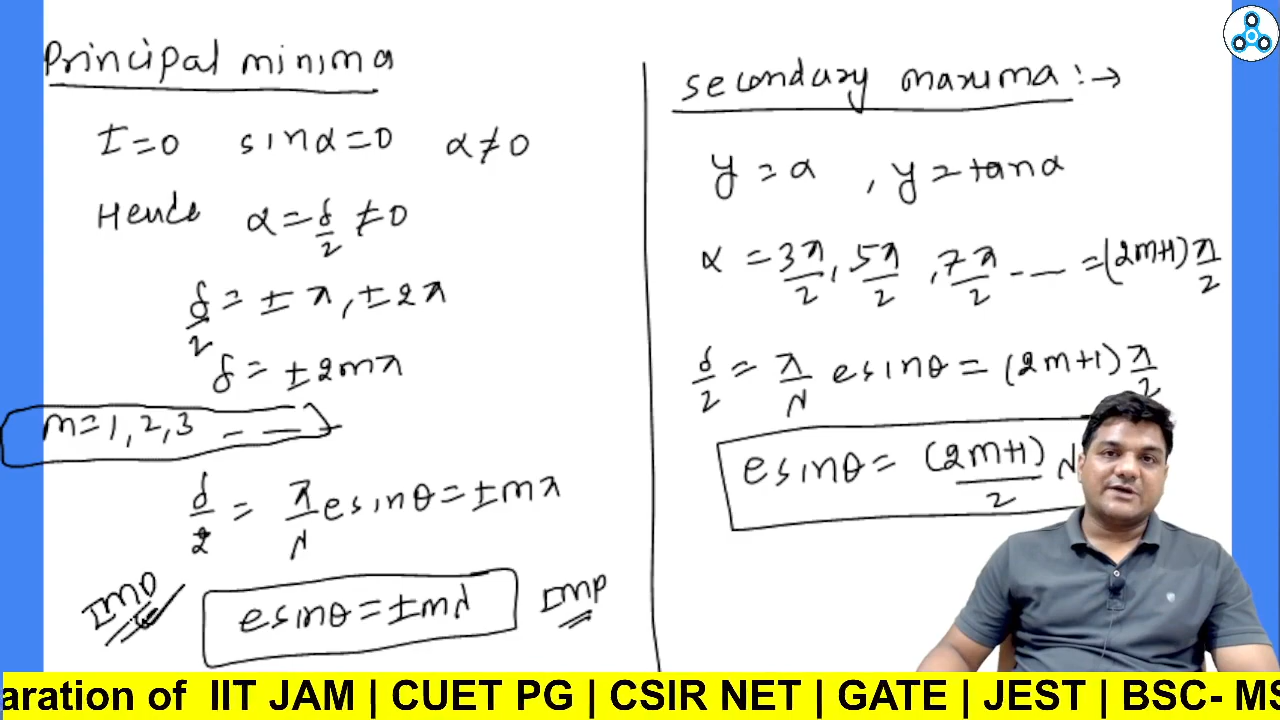 Principal minima
I=0 sinα=0 α≠0
Hence α=δ/2 ≠0
δ/2 = ±π, ±2π
δ = ±2mπ
m=1,2,3 - - -
δ/2 = π/λ e sinθ = ±mπ
IMP e sinθ = ±mλ IMP
secondary maxima :→
y = α , y = tanα
α = 3π/2, 5π/2, 7π/2 - - - = (2m+1)π/2
δ/2 = π/λ e sinθ = (2m+1)π/2
e sinθ = (2m+1)/2 λ
aration of IIT JAM | CUET PG | CSIR NET | GATE | JEST | BSC- MS